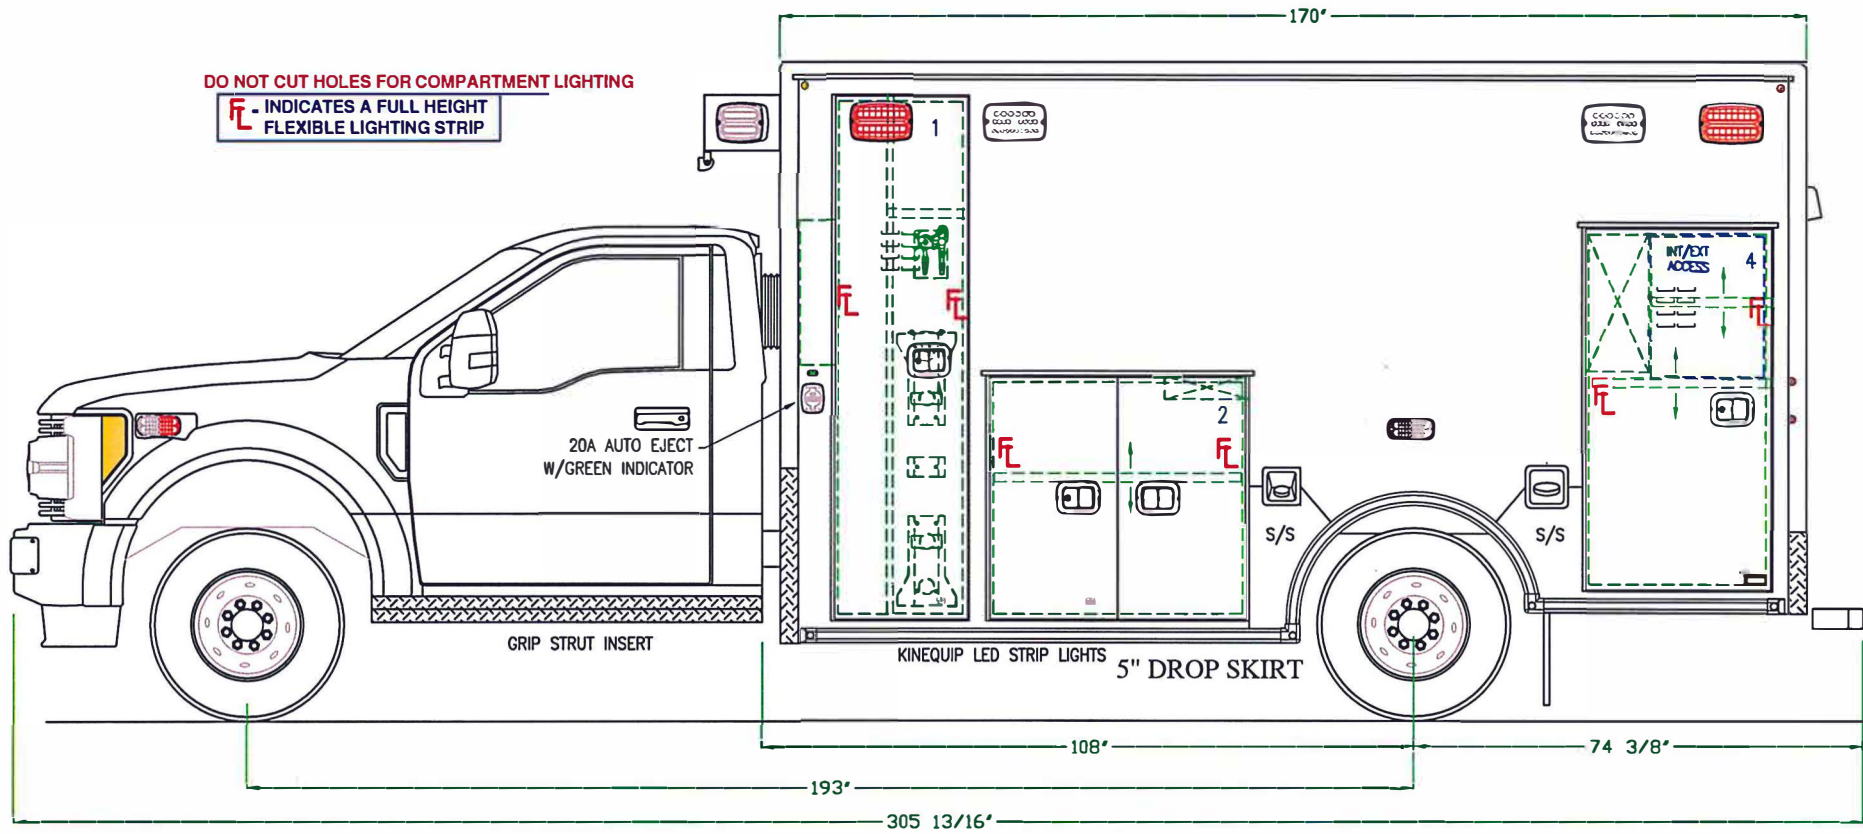 170"
DO NOT CUT HOLES FOR COMPARTMENT LIGHTING
FL - INDICATES A FULL HEIGHT
FLEXIBLE LIGHTING STRIP
1
INT/EXT
ACCESS
4
FL
FL
FL
FL
2
20A AUTO EJECT
W/GREEN INDICATOR
FL
FL
S/S
S/S
GRIP STRUT INSERT
KINEQUIP LED STRIP LIGHTS
5" DROP SKIRT
108"
74 3/8"
193"
305 13/16"